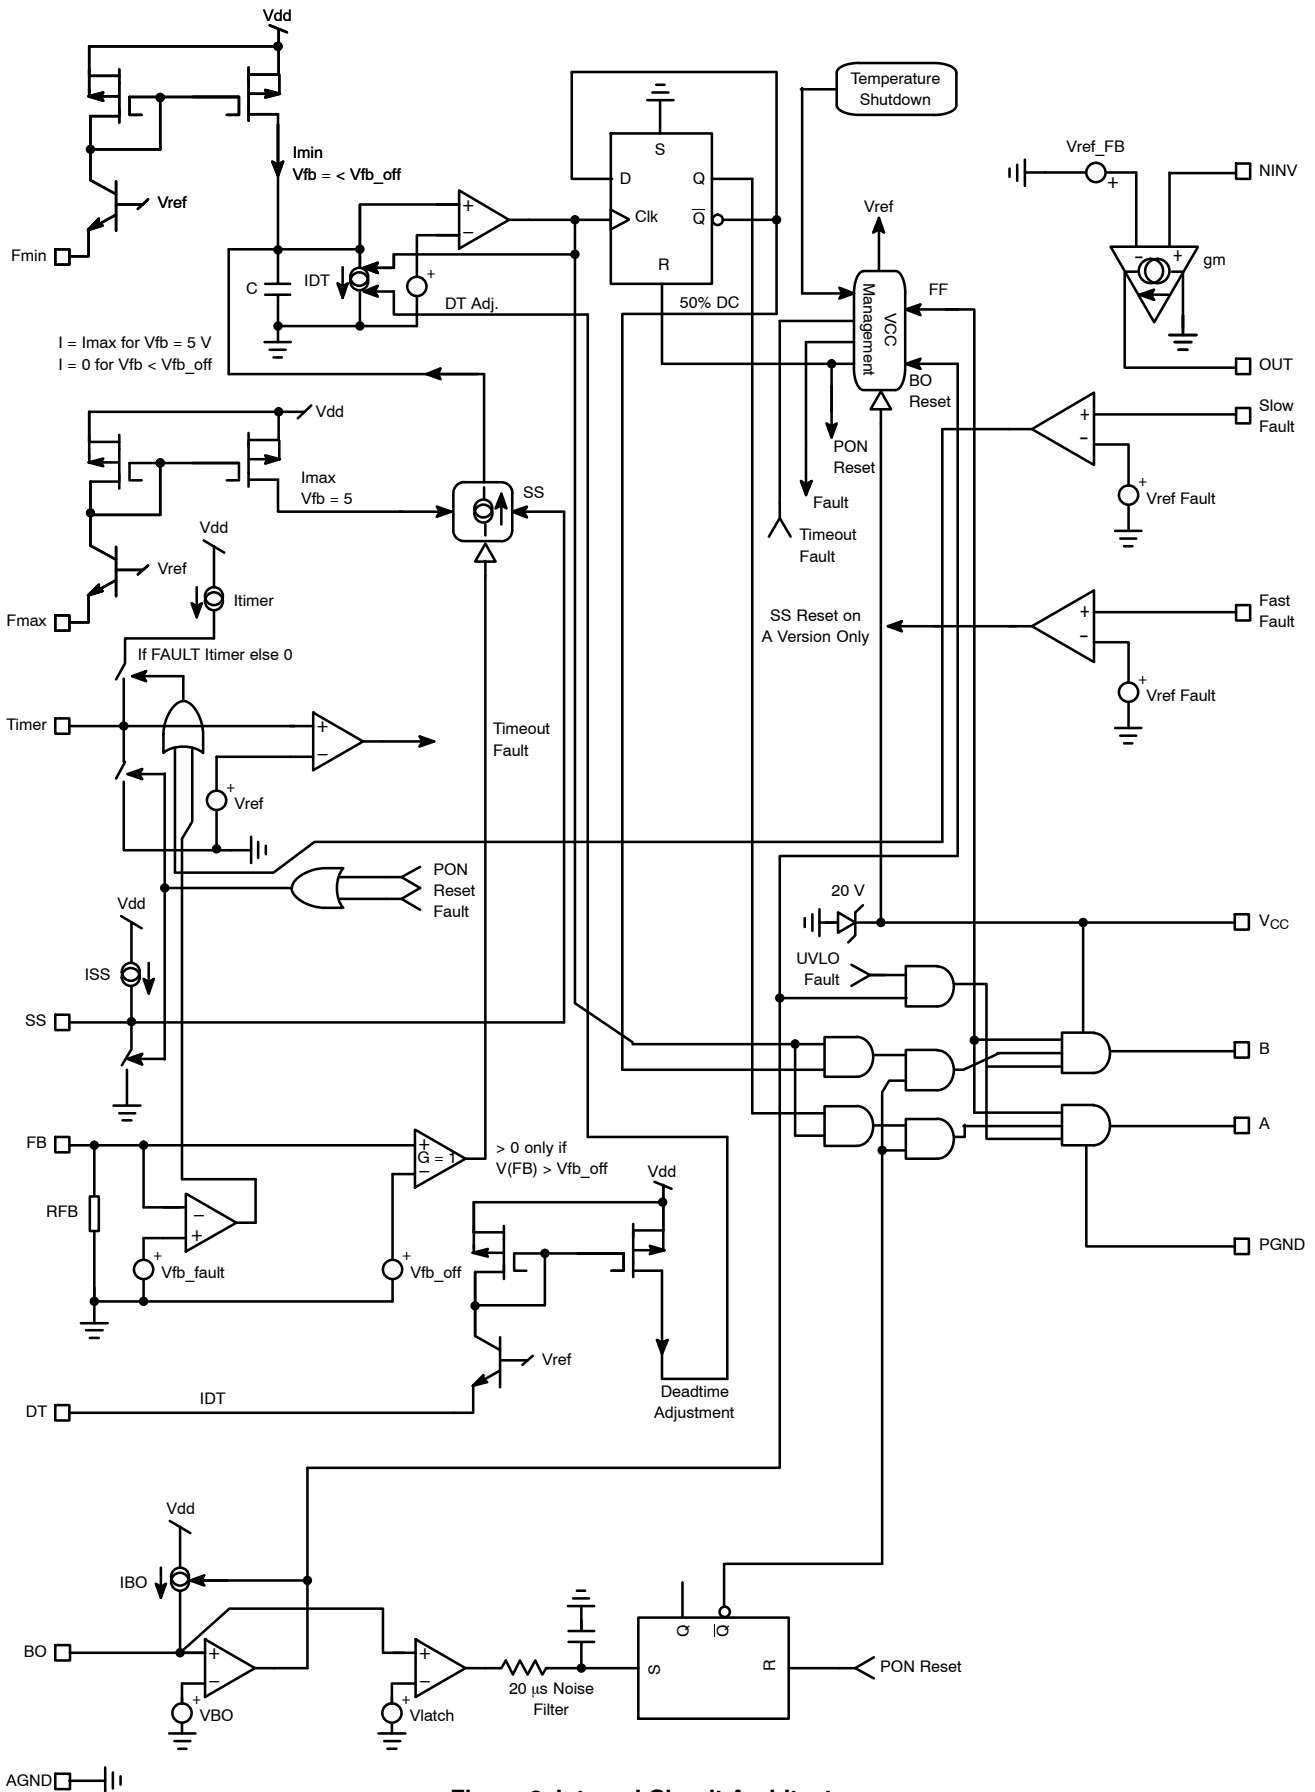 Vdd
Imin
Vfb = < Vfb_off
Vref
Fmin
C
IDT
+
−
+
DT Adj.
I = Imax for Vfb = 5 V
I = 0 for Vfb < Vfb_off
S
D
Q
Clk
Q
R
50% DC
Temperature
Shutdown
Vref
VCC
Management
FF
BO
Reset
PON
Reset
Fault
Timeout
Fault
Vref_FB
+
NINV
-
+
gm
OUT
Slow
Fault
+
-
+
Vref Fault
Vdd
Imax
Vfb = 5
SS
Vref
Fmax
Vdd
Itimer
If FAULT Itimer else 0
SS Reset on
A Version Only
Fast
Fault
+
-
+
Vref Fault
Timer
+
−
Timeout
Fault
+
Vref
PON
Reset
Fault
Vdd
ISS
SS
20 V
VCC
UVLO
Fault
B
A
PGND
FB
+
G = 1
−
> 0 only if
V(FB) > Vfb_off
RFB
−
+
+
Vfb_fault
+
Vfb_off
Vdd
Vref
Deadtime
Adjustment
IDT
DT
Vdd
IBO
BO
+
−
+
VBO
+
−
+
Vlatch
20 μs Noise
Filter
Q
Q
S
R
PON Reset
AGND